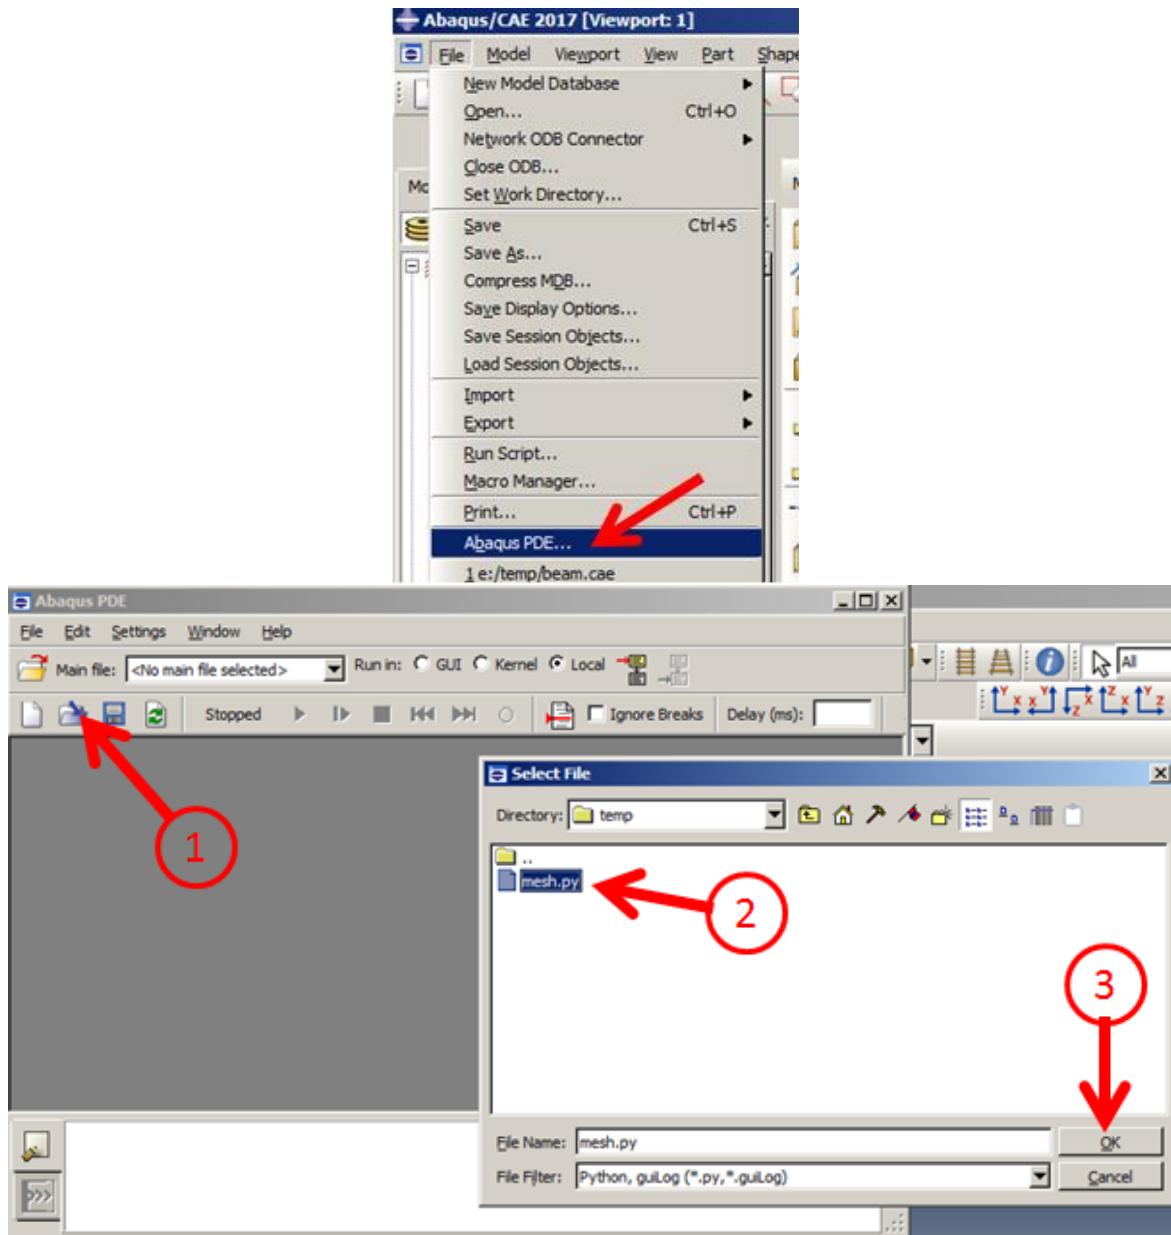 Abaqus/CAE 2017 [Viewport: 1]
File Model Viewport View Part Shape
New Model Database
Open... Ctrl+O
Network ODB Connector
Close ODB...
Set Work Directory...
Save Ctrl+S
Save As...
Compress MDB...
Save Display Options...
Save Session Objects...
Load Session Objects...
Import
Export
Run Script...
Macro Manager...
Print... Ctrl+P
Abaqus PDE...
1 e:/temp/beam.cae
Abaqus PDE
File Edit Settings Window Help
Main file: <No main file selected> Run in: GUI Kernel Local
All
Stopped Ignore Breaks Delay (ms):
1
Select File
Directory: temp
..
mesh.py
2
3
File Name: mesh.py OK
File Filter: Python, guiLog (*.py,*.guiLog) Cancel
>>>